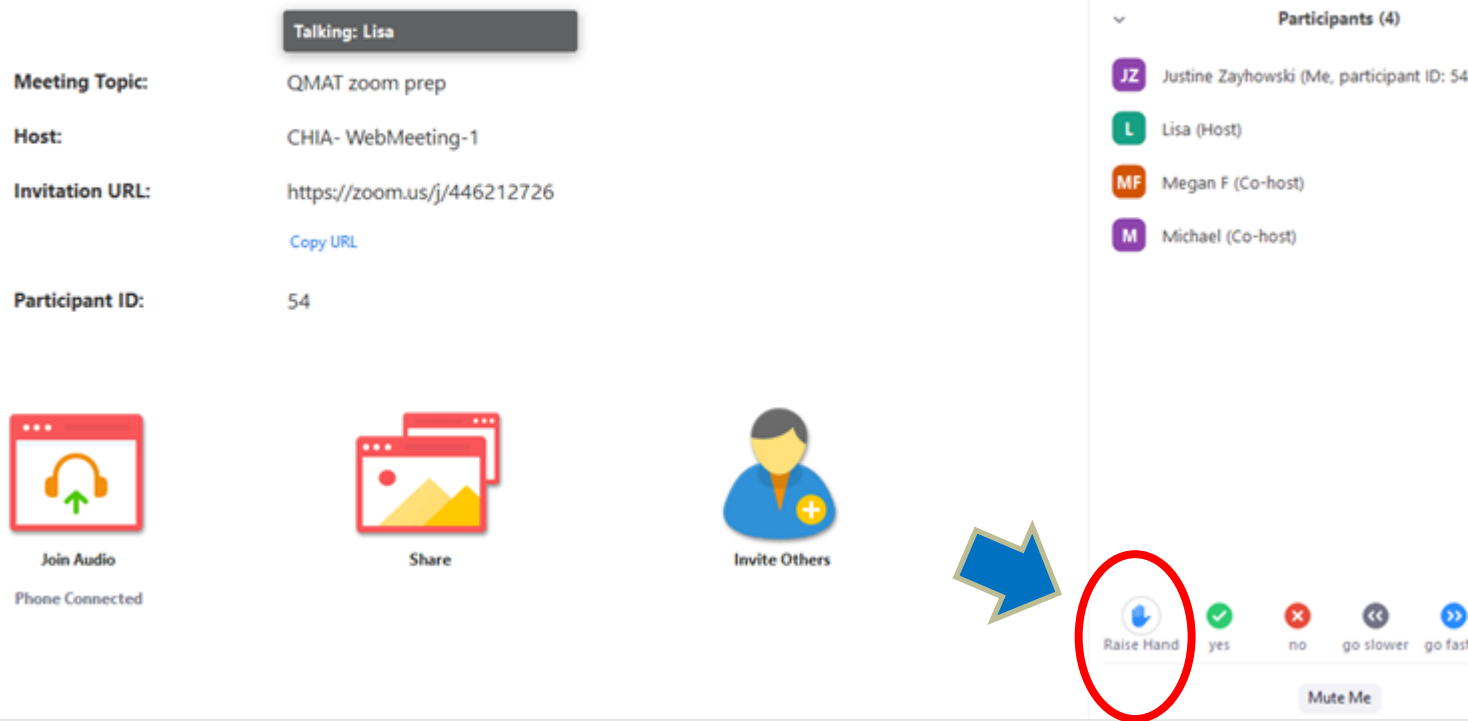 Talking: Lisa
Meeting Topic: QMAT zoom prep
Host: CHIA- WebMeeting-1
Invitation URL: https://zoom.us/j/446212726
Copy URL
Participant ID: 54
Join Audio
Phone Connected
Share
Invite Others
Participants (4)
JZ Justine Zayhowski (Me, participant ID: 54
L Lisa (Host)
MF Megan F (Co-host)
M Michael (Co-host)
Raise Hand yes no go slower go fast
Mute Me